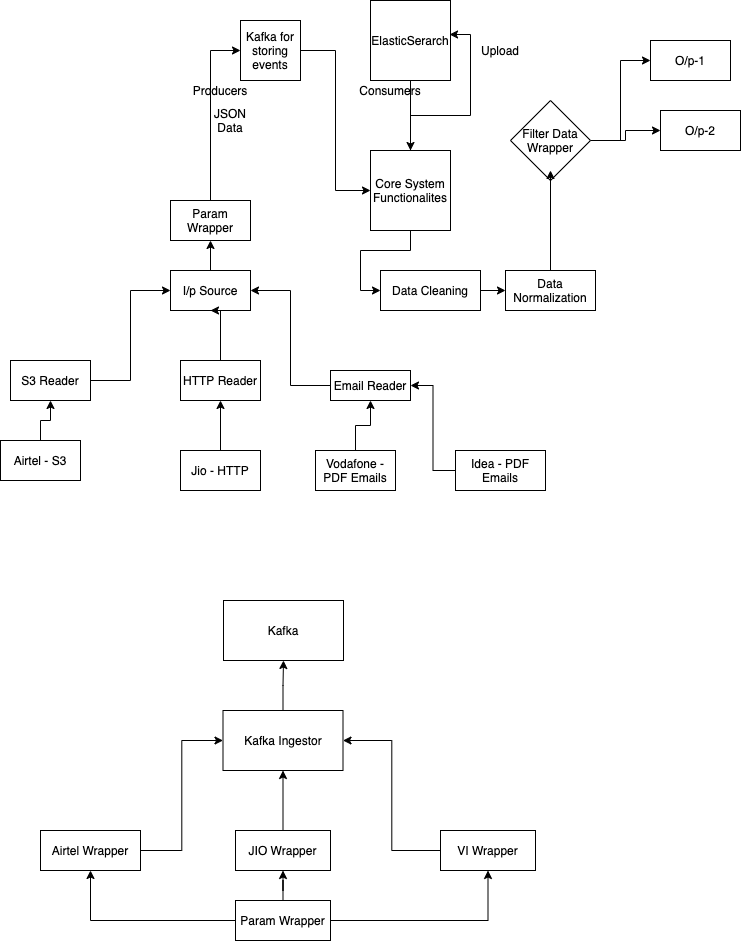 Kafka for
storing
events
ElasticSerarch
Upload
O/p-1
Producers
Consumers
JSON
Data
Filter Data
Wrapper
O/p-2
Core System
Functionalites
Param
Wrapper
I/p Source
Data Cleaning
Data
Normalization
S3 Reader
HTTP Reader
Email Reader
Airtel - S3
Jio - HTTP
Vodafone -
PDF Emails
Idea - PDF
Emails
Kafka
Kafka Ingestor
Airtel Wrapper
JIO Wrapper
VI Wrapper
Param Wrapper